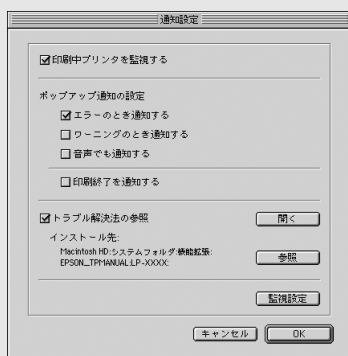 通知設定
印刷中プリンタを監視する
ポップアップ通知の設定
エラーのとき通知する
ワーニングのとき通知する
音声でも通知する
印刷終了を通知する
トラブル解決法の参照 開く
インストール先:
Macintosh HD:システムフォルダ:機能拡張: 参照
EPSON_TPMANUAL:LP-XXXX:
監視設定
キャンセル OK